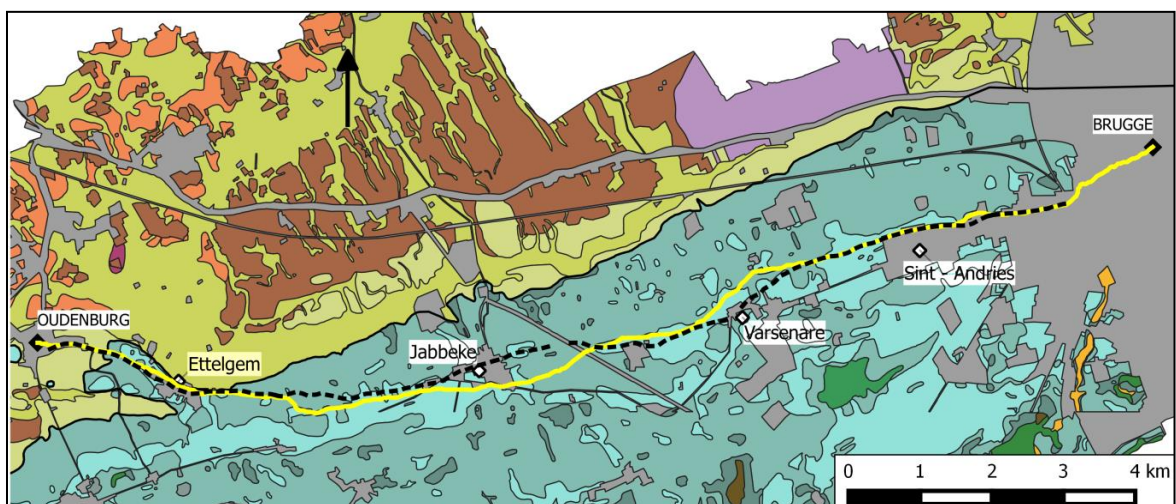 BRUGGE
Sint - Andries
Varsenare
OUDENBURG
Ettelgem
Jabbeke
0 1 2 3 4 km